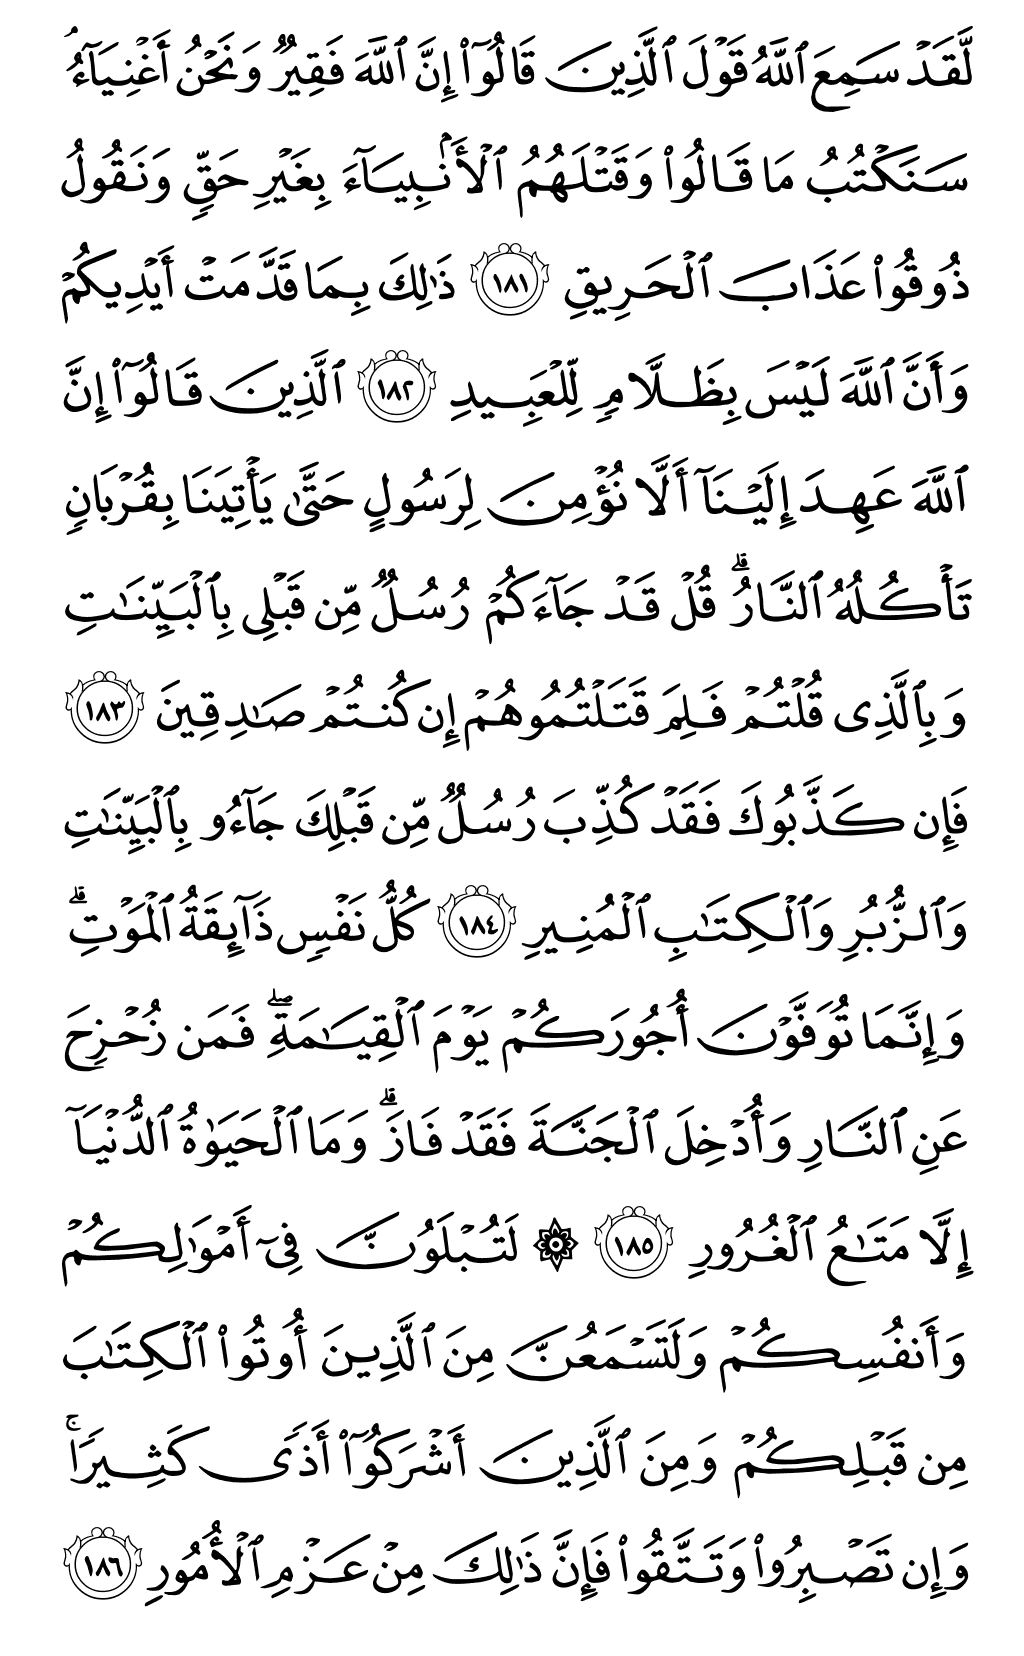 لَّقَدۡ سَمِعَ ٱللَّهُ قَوۡلَ ٱلَّذِينَ قَالُوٓاْ إِنَّ ٱللَّهَ فَقِيرٞ وَنَحۡنُ أَغۡنِيَآءُۘ
سَنَكۡتُبُ مَا قَالُواْ وَقَتۡلَهُمُ ٱلۡأَنۢبِيَآءَ بِغَيۡرِ حَقّٖ وَنَقُولُ
ذُوقُواْ عَذَابَ ٱلۡحَرِيقِ ١٨١ ذَٰلِكَ بِمَا قَدَّمَتۡ أَيۡدِيكُمۡ
وَأَنَّ ٱللَّهَ لَيۡسَ بِظَلَّامٖ لِّلۡعَبِيدِ ١٨٢ ٱلَّذِينَ قَالُوٓاْ إِنَّ
ٱللَّهَ عَهِدَ إِلَيۡنَآ أَلَّا نُؤۡمِنَ لِرَسُولٍ حَتَّىٰ يَأۡتِيَنَا بِقُرۡبَانٖ
تَأۡكُلُهُ ٱلنَّارُۗ قُلۡ قَدۡ جَآءَكُمۡ رُسُلٞ مِّن قَبۡلِي بِٱلۡبَيِّنَٰتِ
وَبِٱلَّذِي قُلۡتُمۡ فَلِمَ قَتَلۡتُمُوهُمۡ إِن كُنتُمۡ صَٰدِقِينَ ١٨٣
فَإِن كَذَّبُوكَ فَقَدۡ كُذِّبَ رُسُلٞ مِّن قَبۡلِكَ جَآءُو بِٱلۡبَيِّنَٰتِ
وَٱلزُّبُرِ وَٱلۡكِتَٰبِ ٱلۡمُنِيرِ ١٨٤ كُلُّ نَفۡسٖ ذَآئِقَةُ ٱلۡمَوۡتِۗ
وَإِنَّمَا تُوَفَّوۡنَ أُجُورَكُمۡ يَوۡمَ ٱلۡقِيَٰمَةِۖ فَمَن زُحۡزِحَ
عَنِ ٱلنَّارِ وَأُدۡخِلَ ٱلۡجَنَّةَ فَقَدۡ فَازَۗ وَمَا ٱلۡحَيَوٰةُ ٱلدُّنۡيَآ
إِلَّا مَتَٰعُ ٱلۡغُرُورِ ١٨٥ ۞ لَتُبۡلَوُنَّ فِيٓ أَمۡوَٰلِكُمۡ
وَأَنفُسِكُمۡ وَلَتَسۡمَعُنَّ مِنَ ٱلَّذِينَ أُوتُواْ ٱلۡكِتَٰبَ
مِن قَبۡلِكُمۡ وَمِنَ ٱلَّذِينَ أَشۡرَكُوٓاْ أَذٗى كَثِيرٗاۚ
وَإِن تَصۡبِرُواْ وَتَتَّقُواْ فَإِنَّ ذَٰلِكَ مِنۡ عَزۡمِ ٱلۡأُمُورِ ١٨٦